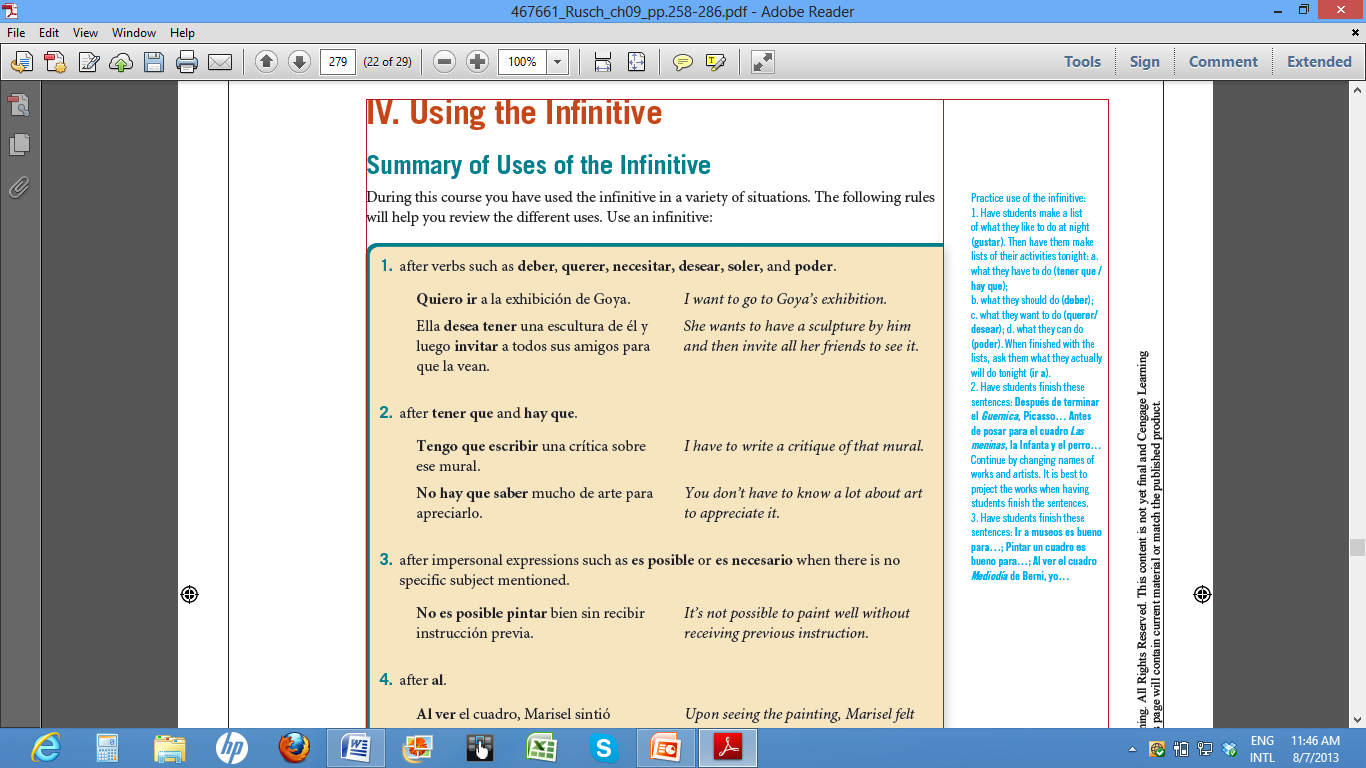 467661_Rusch_ch09_pp.258-286.pdf - Adobe Reader
File Edit View Window Help
279 (22 of 29) 100% Tools Sign Comment Extended
IV. Using the Infinitive
Summary of Uses of the Infinitive
During this course you have used the infinitive in a variety of situations. The following rules
will help you review the different uses. Use an infinitive:
1. after verbs such as deber, querer, necesitar, desear, soler, and poder.
Quiero ir a la exhibición de Goya.
I want to go to Goya's exhibition.
Ella desea tener una escultura de él y
luego invitar a todos sus amigos para
que la vean.
She wants to have a sculpture by him
and then invite all her friends to see it.
2. after tener que and hay que.
Tengo que escribir una crítica sobre
ese mural.
I have to write a critique of that mural.
No hay que saber mucho de arte para
apreciarlo.
You don't have to know a lot about art
to appreciate it.
3. after impersonal expressions such as es posible or es necesario when there is no
specific subject mentioned.
No es posible pintar bien sin recibir
instrucción previa.
It's not possible to paint well without
receiving previous instruction.
4. after al.
Al ver el cuadro, Marisel sintió
Upon seeing the painting, Marisel felt
Practice use of the infinitive:
1. Have students make a list
of what they like to do at night
(gustar). Then have them make
lists of their activities tonight: a.
what they have to do (tener que /
hay que);
b. what they should do (deber);
c. what they want to do (querer/
desear); d. what they can do
(poder). When finished with the
lists, ask them what they actually
will do tonight (ir a).
2. Have students finish these
sentences: Después de terminar
el Guernica, Picasso… Antes
de posar para el cuadro Las
meninas, la Infanta y el perro…
Continue by changing names of
works and artists. It is best to
project the works when having
students finish the sentences.
3. Have students finish these
sentences: Ir a museos es bueno
para…; Pintar un cuadro es
bueno para…; Al ver el cuadro
Mediodía de Berni, yo…
All Rights Reserved. This content is not yet final and Cengage Learning
page will contain current material or match the published product.
ENG 11:46 AM
INTL 8/7/2013